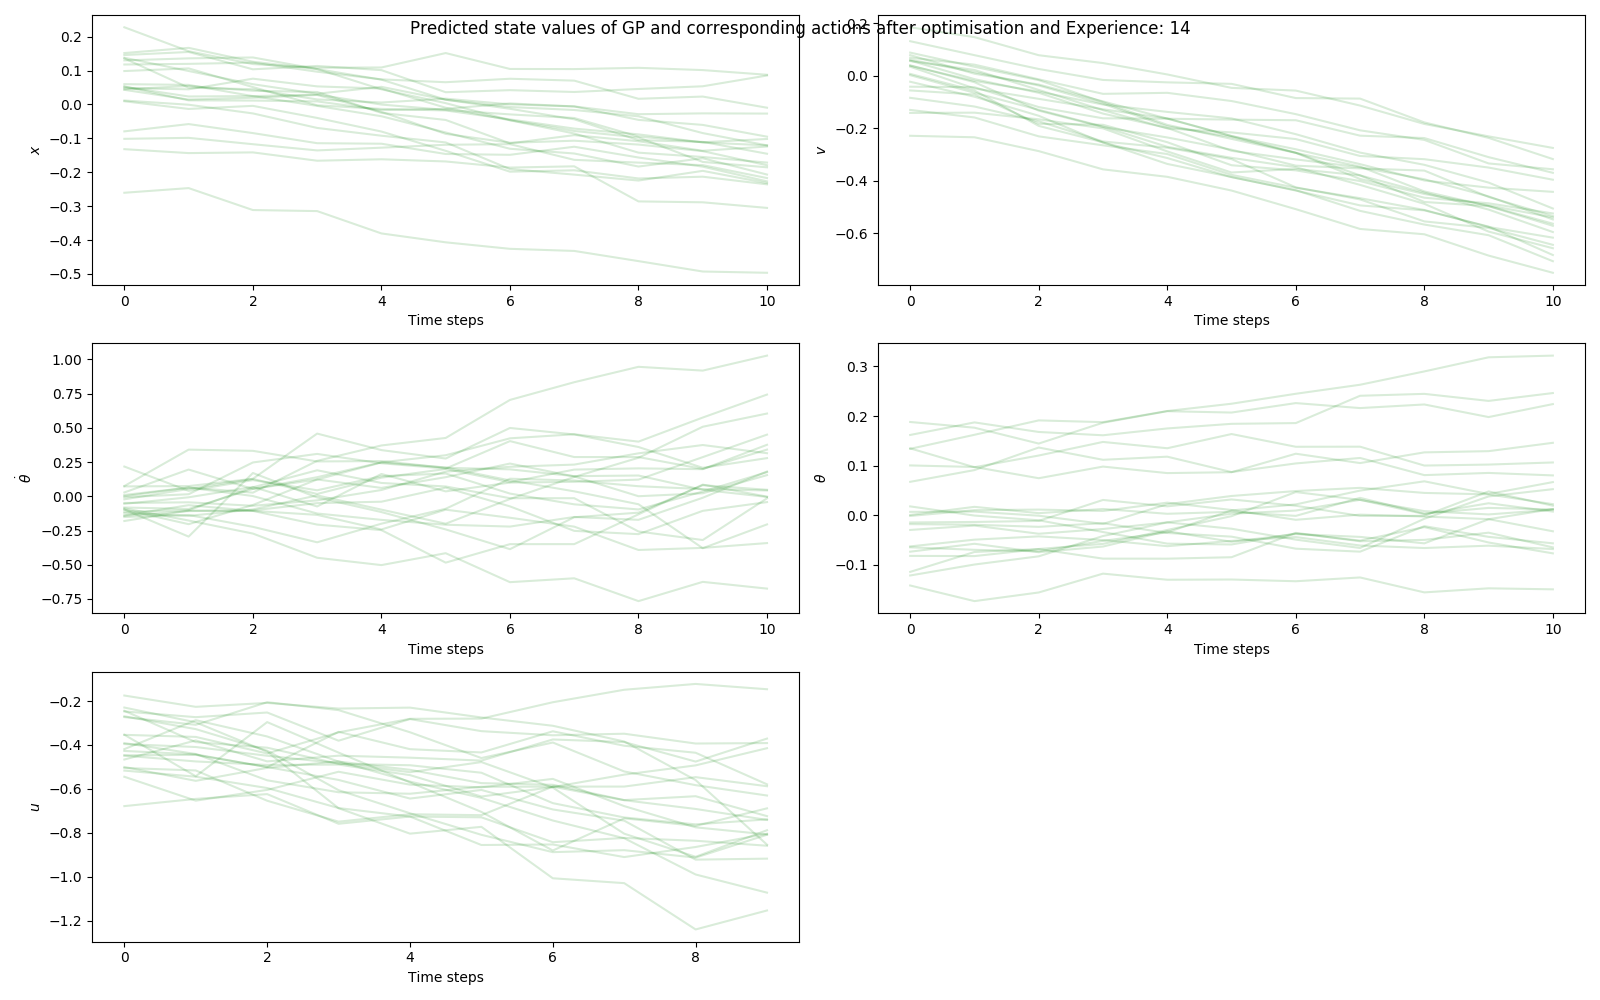 Predicted state values of GP and corresponding actions after optimisation and Experience: 14
0.2
0.1
0.0
−0.1
−0.2
−0.3
−0.4
−0.5
x
0 2 4 6 8 10
Time steps
0.2
0.0
−0.2
−0.4
−0.6
v
0 2 4 6 8 10
Time steps
1.00
0.75
0.50
0.25
0.00
−0.25
−0.50
−0.75
θ̇
0 2 4 6 8 10
Time steps
0.3
0.2
0.1
0.0
−0.1
θ
0 2 4 6 8 10
Time steps
−0.2
−0.4
−0.6
−0.8
−1.0
−1.2
u
0 2 4 6 8
Time steps